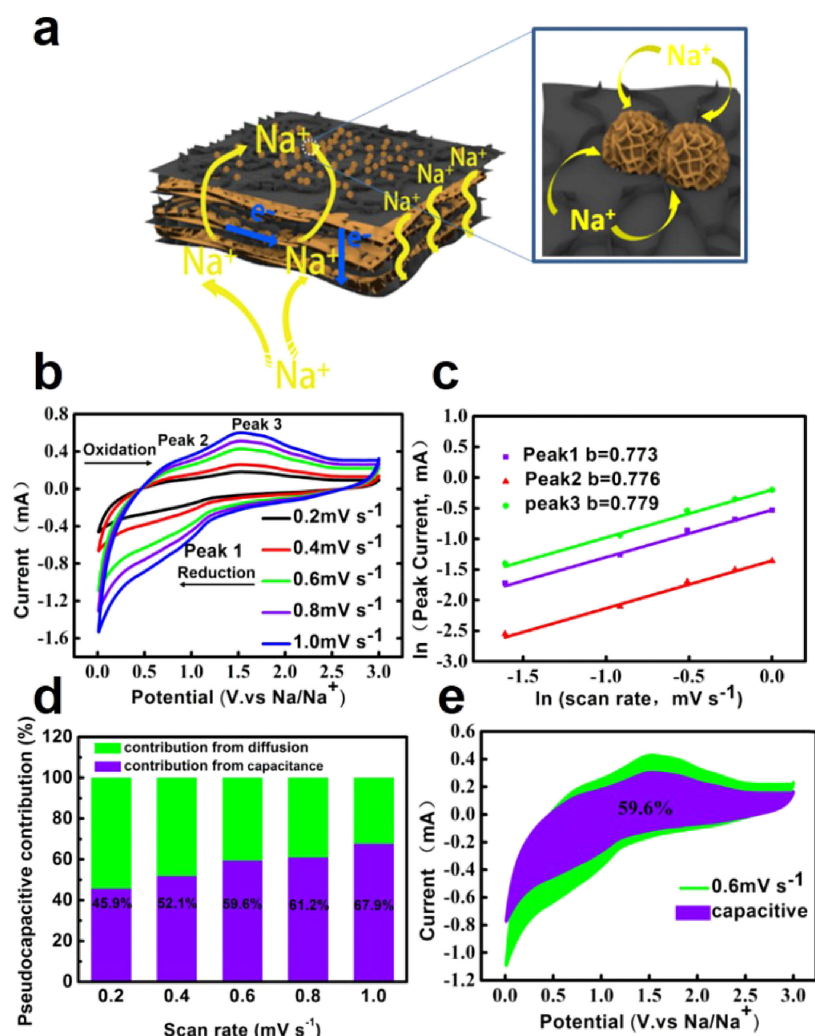 a
Na⁺
Na⁺
Na⁺
Na⁺
Na⁺
Na⁺
Na⁺
e-
e-
Na⁺
Na⁺
Na⁺
Na⁺
b
Oxidation
Peak 2
Peak 3
Peak 1
Reduction
0.2mV s⁻¹
0.4mV s⁻¹
0.6mV s⁻¹
0.8mV s⁻¹
1.0mV s⁻¹
0.8
0.4
0.0
-0.4
-0.8
-1.2
-1.6
Current（mA）
0.0 0.5 1.0 1.5 2.0 2.5 3.0
Potential (V.vs Na/Na⁺)
c
Peak1 b=0.773
Peak2 b=0.776
peak3 b=0.779
1.0
0.5
0.0
-0.5
-1.0
-1.5
-2.0
-2.5
-3.0
ln（Peak Current, mA)
-1.5 -1.0 -0.5 0.0
ln (scan rate，mV s⁻¹)
d
contribution from diffusion
contribution from capacitance
120
100
80
60
40
20
0
Pseudocapacitive contribution (%)
45.9% 52.1% 59.6% 61.2% 67.9%
0.2 0.4 0.6 0.8 1.0
Scan rate (mV s⁻¹)
e
59.6%
0.6mV s⁻¹
capacitive
0.6
0.4
0.2
0.0
-0.2
-0.4
-0.6
-0.8
-1.0
-1.2
Current（mA）
0.0 0.5 1.0 1.5 2.0 2.5 3.0
Potential (V.vs Na/Na⁺)